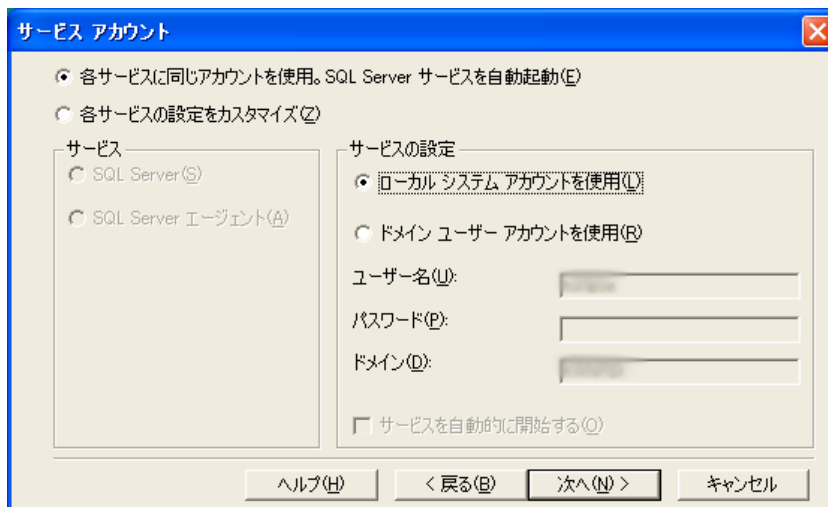 サービス アカウント
各サービスに同じアカウントを使用。SQL Server サービスを自動起動(E)
各サービスの設定をカスタマイズ(Z)
サービス
SQL Server(S)
SQL Server エージェント(A)
サービスの設定
ローカル システム アカウントを使用(L)
ドメイン ユーザー アカウントを使用(R)
ユーザー名(U):
パスワード(P):
ドメイン(D):
サービスを自動的に開始する(O)
ヘルプ(H)
< 戻る(B)
次へ(N) >
キャンセル